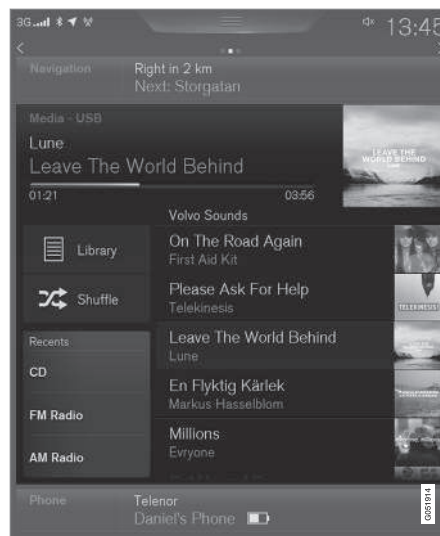 3G 13:45
Navigation
Right in 2 km
Next: Storgatan
Media - USB
Lune
Leave The World Behind
01:21 03:56
LEAVE THE
WORLD BEHIND
Volvo Sounds
Library
Shuffle
On The Road Again
First Aid Kit
Please Ask For Help
Telekinesis
TELEKINESIS!
Leave The World Behind
Lune
En Flyktig Kärlek
Markus Hasselblom
Millions
Evryone
Recents
CD
FM Radio
AM Radio
Phone
Telenor
Daniel's Phone
G051914